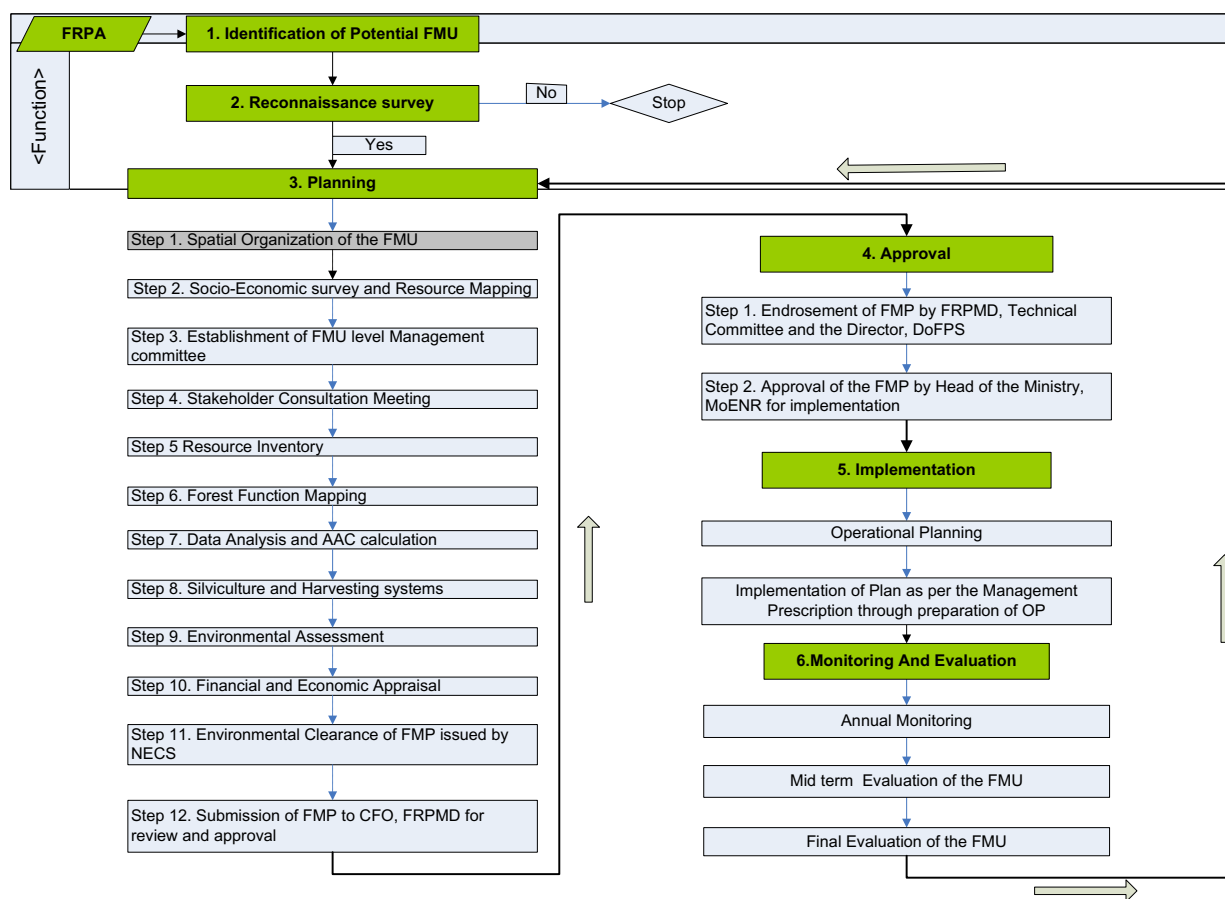 FRPA
1. Identification of Potential FMU
<Function>
2. Reconnaissance survey
No
Stop
Yes
3. Planning
Step 1. Spatial Organization of the FMU
Step 2. Socio-Economic survey and Resource Mapping
Step 3. Establishment of FMU level Management
committee
Step 4. Stakeholder Consultation Meeting
Step 5 Resource Inventory
Step 6. Forest Function Mapping
Step 7. Data Analysis and AAC calculation
Step 8. Silviculture and Harvesting systems
Step 9. Environmental Assessment
Step 10. Financial and Economic Appraisal
Step 11. Environmental Clearance of FMP issued by
NECS
Step 12. Submission of FMP to CFO, FRPMD for
review and approval
4. Approval
Step 1. Endrosement of FMP by FRPMD, Technical
Committee and the Director, DoFPS
Step 2. Approval of the FMP by Head of the Ministry,
MoENR for implementation
5. Implementation
Operational Planning
Implementation of Plan as per the Management
Prescription through preparation of OP
6.Monitoring And Evaluation
Annual Monitoring
Mid term Evaluation of the FMU
Final Evaluation of the FMU